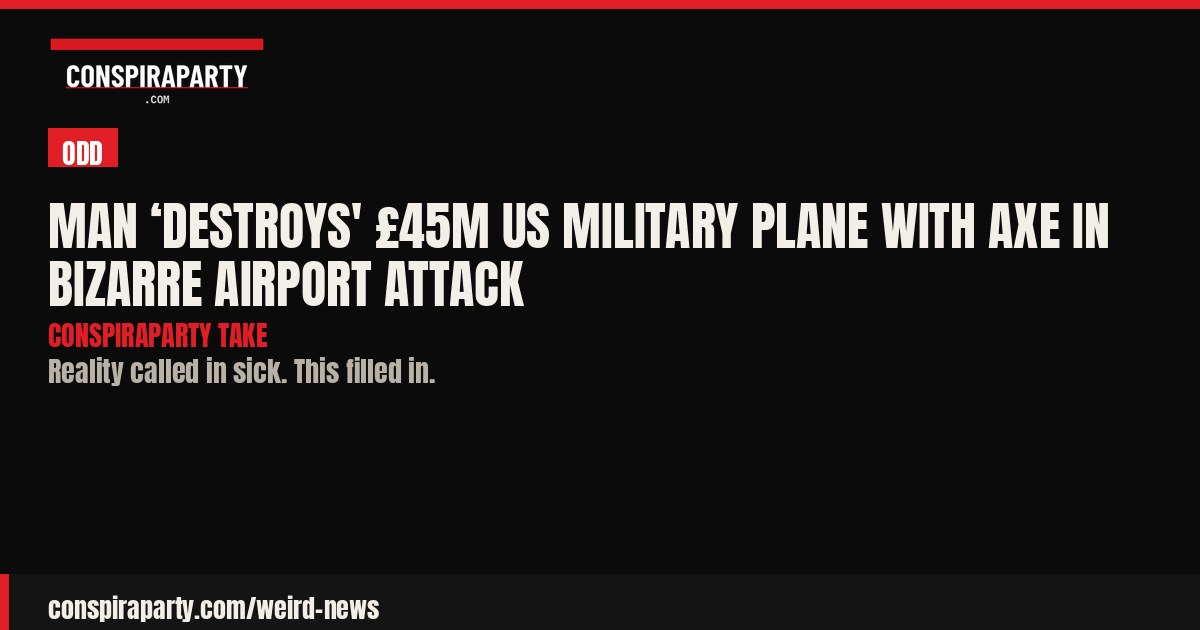 CONSPIRAPARTY
.COM
ODD
MAN ‘DESTROYS' £45M US MILITARY PLANE WITH AXE IN
BIZARRE AIRPORT ATTACK
CONSPIRAPARTY TAKE
Reality called in sick. This filled in.
conspiraparty.com/weird-news